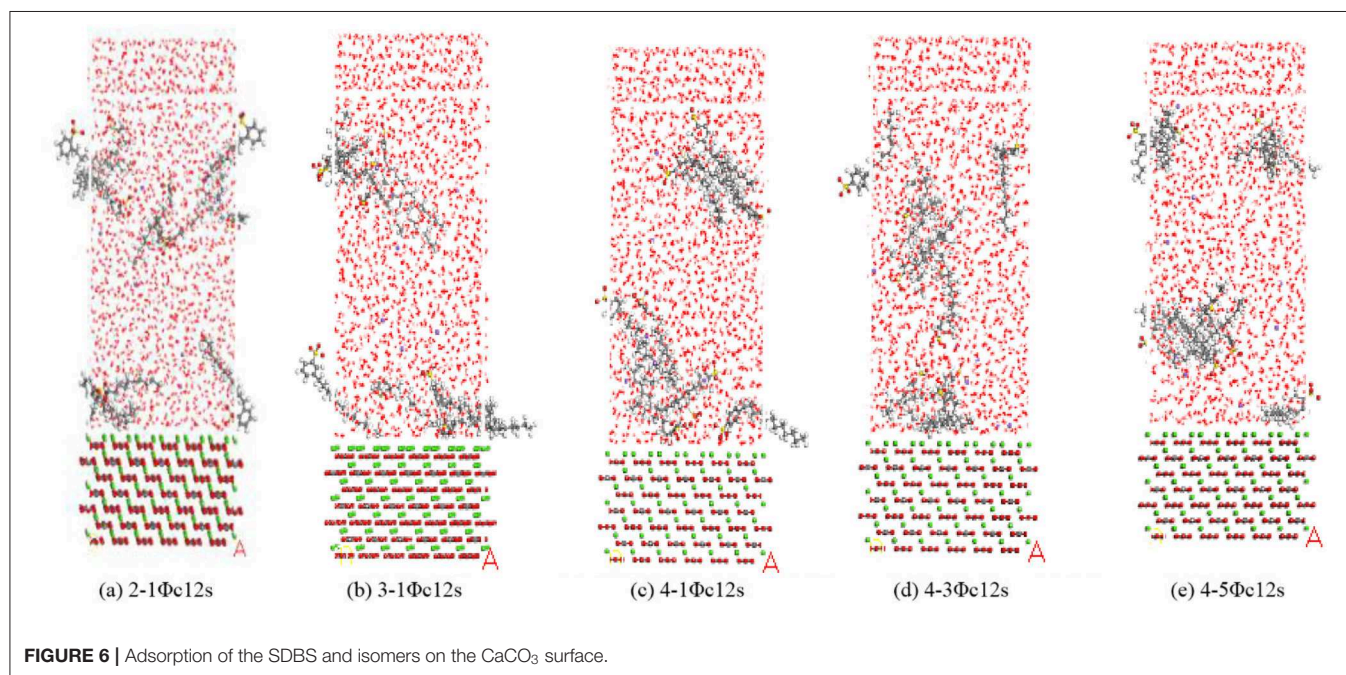 A
A
A
A
A
(a) 2-1Φc12s
(b) 3-1Φc12s
(c) 4-1Φc12s
(d) 4-3Φc12s
(e) 4-5Φc12s
FIGURE 6 | Adsorption of the SDBS and isomers on the CaCO₃ surface.